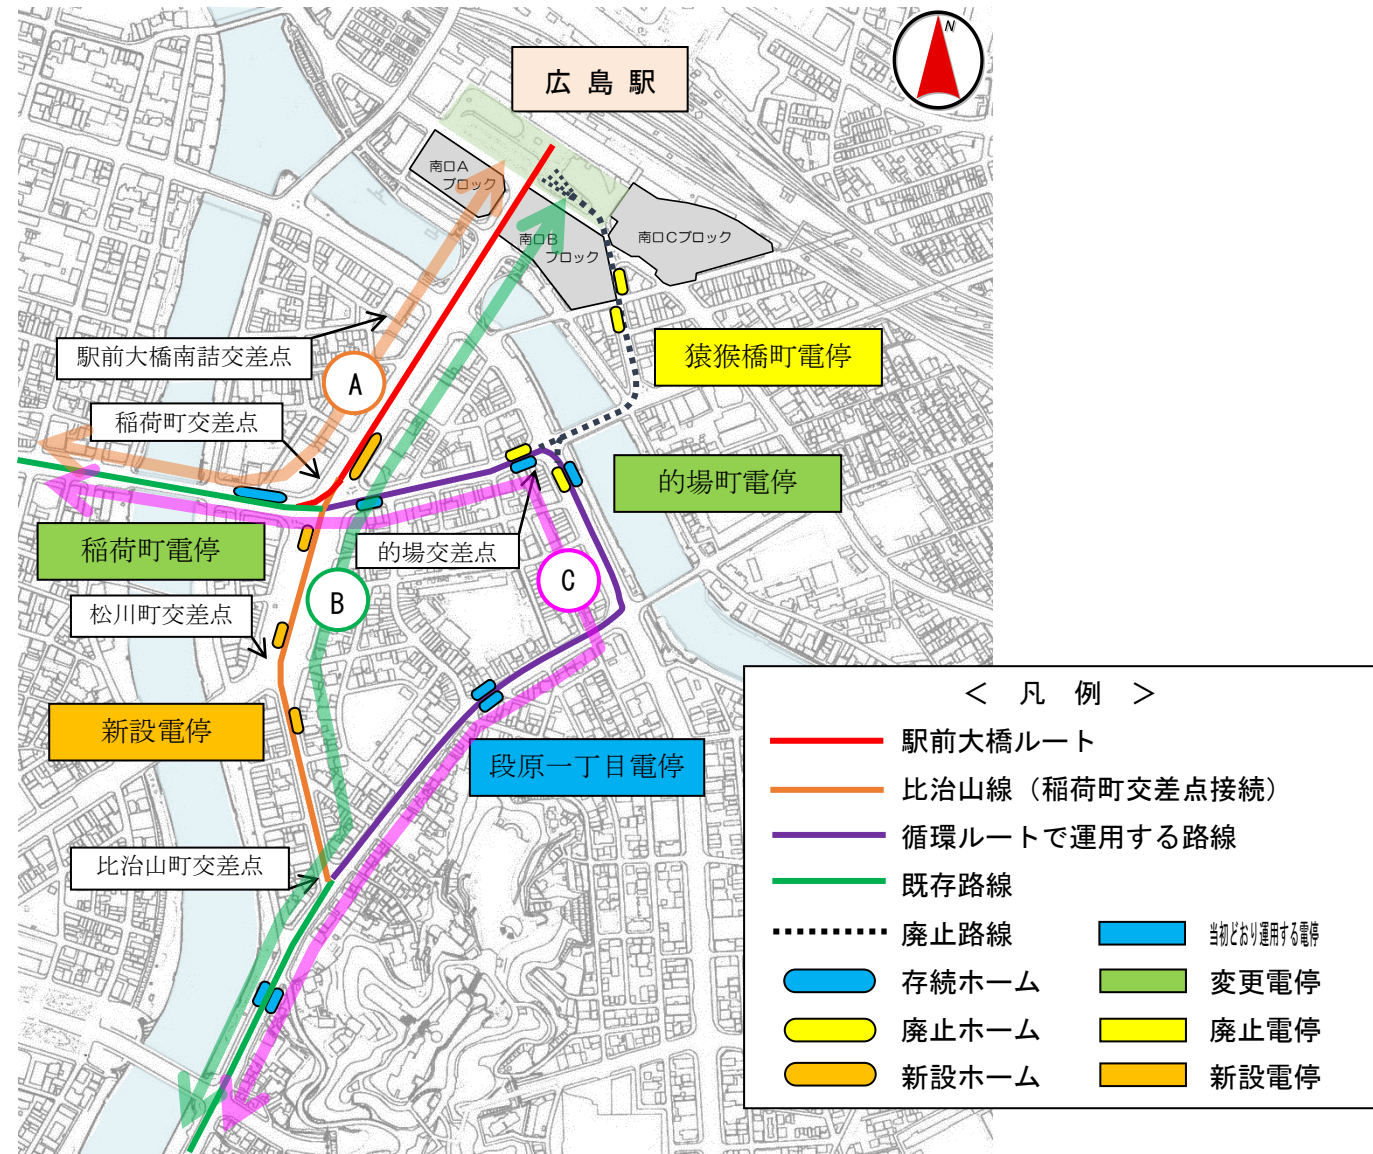 N
広島駅
南口A
ブロック
南口B
ブロック
南口Cブロック
駅前大橋南詰交差点
猿猴橋町電停
A
稲荷町交差点
的場町電停
稲荷町電停
的場交差点
C
B
松川町交差点
新設電停
段原一丁目電停
比治山町交差点
＜ 凡 例 ＞
駅前大橋ルート
比治山線（稲荷町交差点接続）
循環ルートで運用する路線
既存路線
廃止路線
当初どおり運用する電停
存続ホーム
変更電停
廃止ホーム
廃止電停
新設ホーム
新設電停